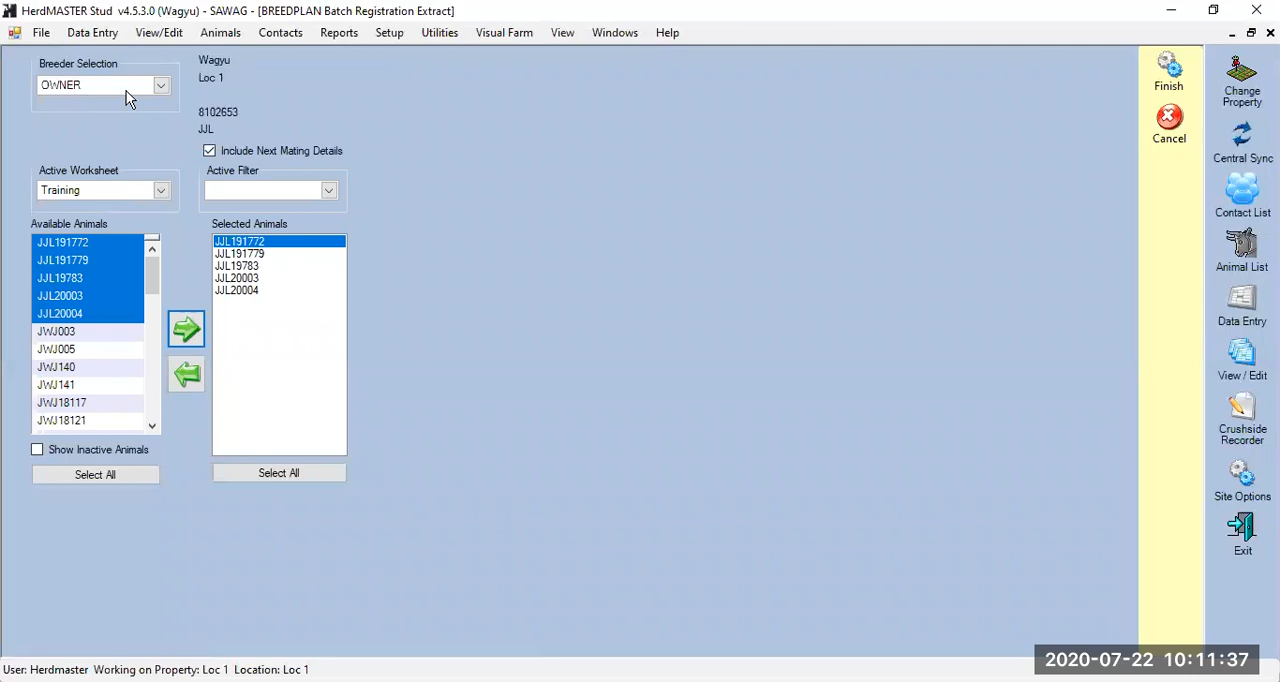 HerdMASTER Stud v4.5.3.0 (Wagyu) - SAWAG - [BREEDPLAN Batch Registration Extract]
File Data Entry View/Edit Animals Contacts Reports Setup Utilities Visual Farm View Windows Help
Breeder Selection
OWNER
Wagyu
Loc 1
8102653
JJL
Include Next Mating Details
Active Worksheet
Training
Active Filter
Available Animals
JJL191772
JJL191779
JJL19783
JJL20003
JJL20004
JWJ003
JWJ005
JWJ140
JWJ141
JWJ18117
JWJ18121
Show Inactive Animals
Select All
Selected Animals
JJL191772
JJL191779
JJL19783
JJL20003
JJL20004
Select All
Finish
Cancel
Change
Property
Central Sync
Contact List
Animal List
Data Entry
View / Edit
Crushside
Recorder
Site Options
Exit
User: Herdmaster Working on Property: Loc 1 Location: Loc 1
2020-07-22 10:11:37